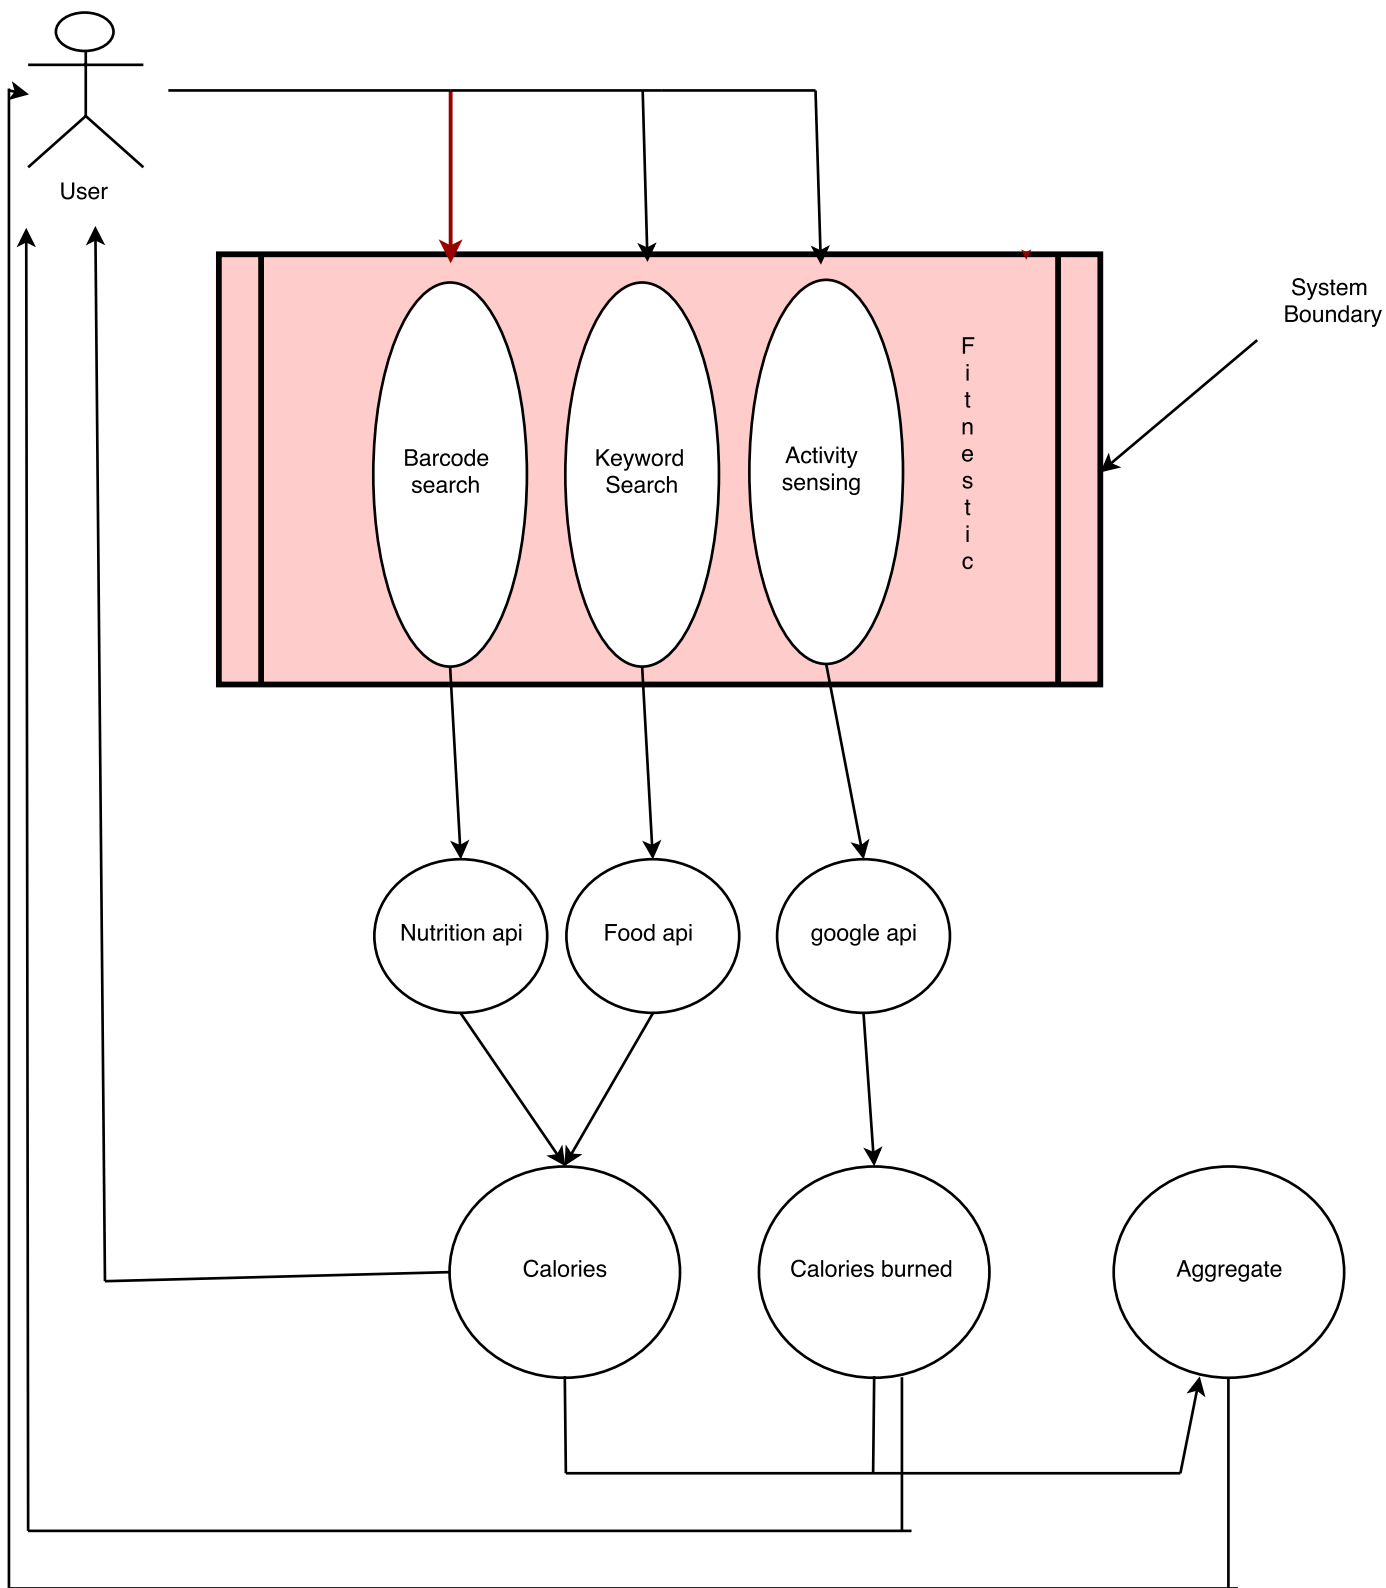 User
System
Boundary
F
i
t
n
e
s
t
i
c
Barcode
search
Keyword
Search
Activity
sensing
Nutrition api
Food api
google api
Calories
Calories burned
Aggregate